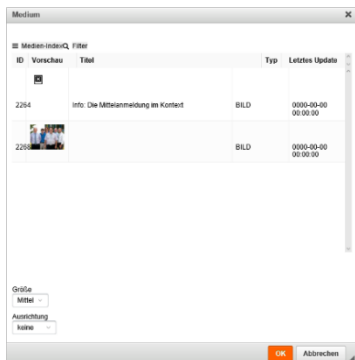 Medium
Medien-Index Filter
ID Vorschau Titel Typ Letztes Update
2264 Info: Die Mittelanmeldung im Kontext BILD 0000-00-00
00:00:00
2268 BILD 0000-00-00
00:00:00
Größe
Mittel
Ausrichtung
keine
OK Abbrechen